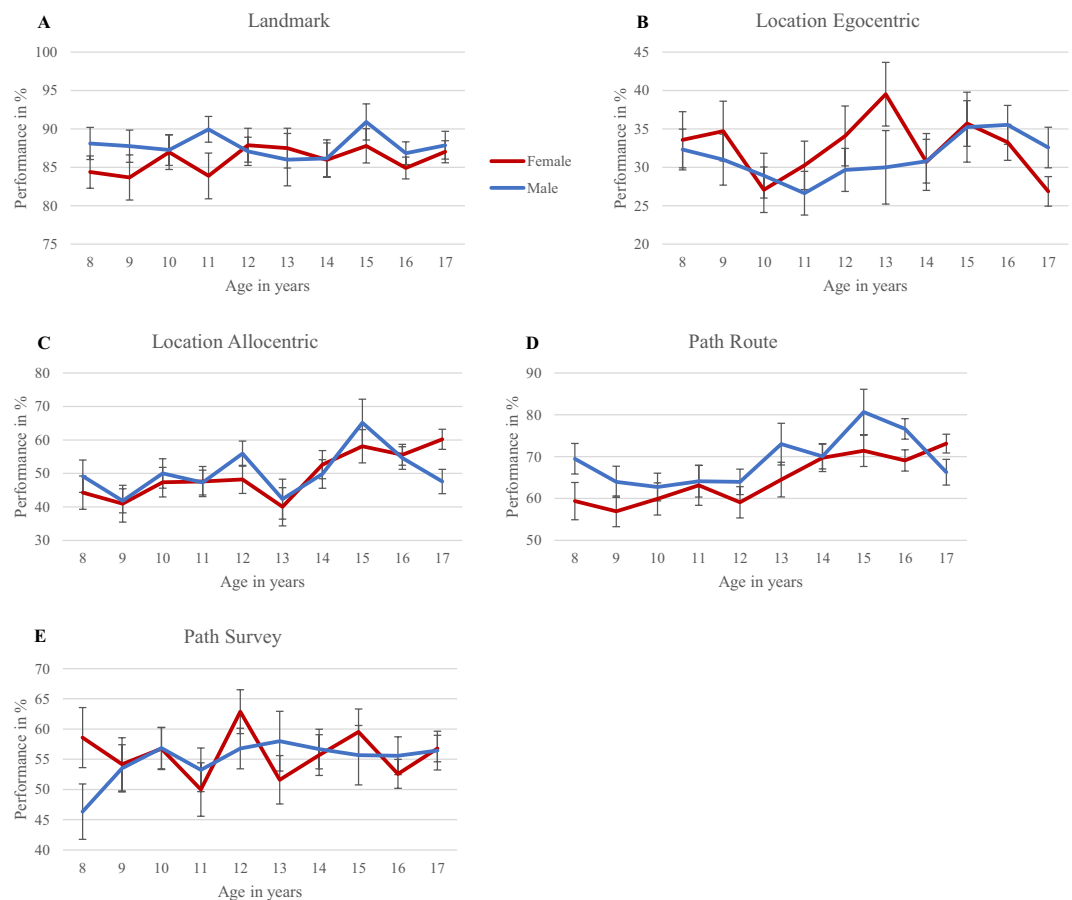 A Landmark
Performance in %
100
95
90
85
80
75
8 9 10 11 12 13 14 15 16 17
Age in years
Female
Male
B Location Egocentric
Performance in %
45
40
35
30
25
20
8 9 10 11 12 13 14 15 16 17
Age in years
C Location Allocentric
Performance in %
80
70
60
50
40
30
8 9 10 11 12 13 14 15 16 17
Age in years
D Path Route
Performance in %
90
80
70
60
50
8 9 10 11 12 13 14 15 16 17
Age in years
E Path Survey
Performance in %
70
65
60
55
50
45
40
8 9 10 11 12 13 14 15 16 17
Age in years